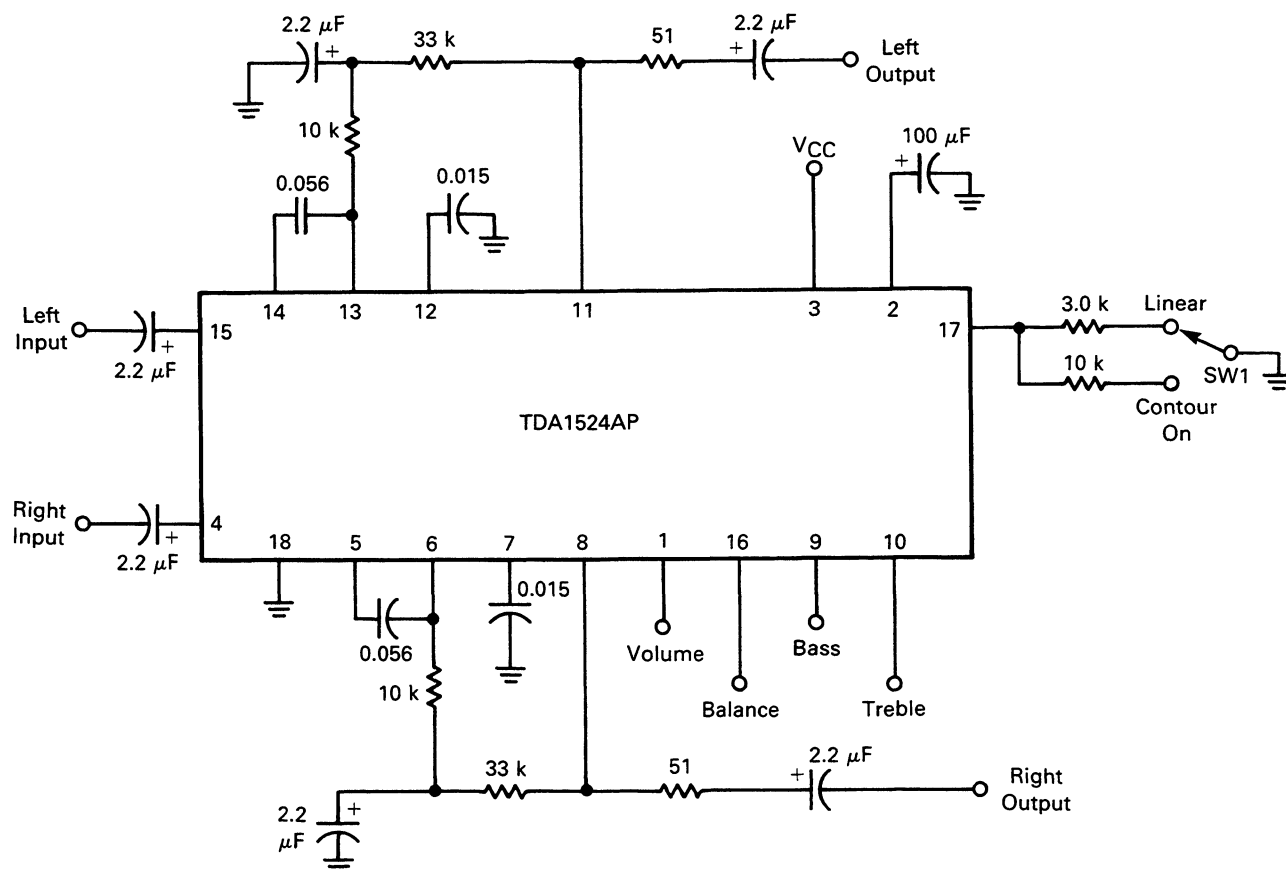 2.2 μF
+
33 k
51
2.2 μF
+
Left
Output
10 k
VCC
100 μF
+
0.056
0.015
14
13
12
11
3
2
Left
Input
+
2.2 μF
15
17
3.0 k
Linear
10 k
SW1
Contour
On
TDA1524AP
Right
Input
+
2.2 μF
4
18
5
6
7
8
1
16
9
10
0.056
0.015
Volume
Bass
10 k
Balance
Treble
33 k
51
2.2 μF
+
Right
Output
2.2
μF
+